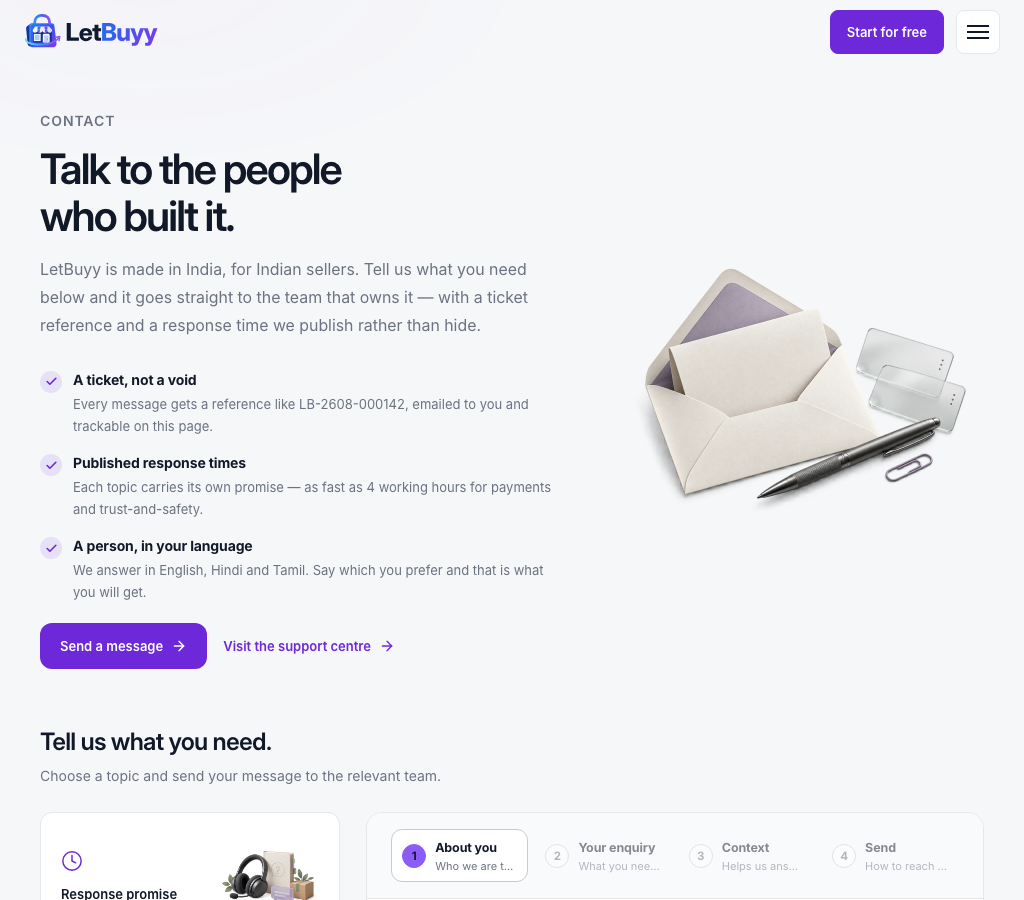 LetBuyy
Start for free
CONTACT
Talk to the people
who built it.
LetBuyy is made in India, for Indian sellers. Tell us what you need
below and it goes straight to the team that owns it — with a ticket
reference and a response time we publish rather than hide.
A ticket, not a void
Every message gets a reference like LB-2608-000142, emailed to you and
trackable on this page.
Published response times
Each topic carries its own promise — as fast as 4 working hours for payments
and trust-and-safety.
A person, in your language
We answer in English, Hindi and Tamil. Say which you prefer and that is what
you will get.
Send a message
Visit the support centre
Tell us what you need.
Choose a topic and send your message to the relevant team.
Response promise
1
About you
Who we are t...
2
Your enquiry
What you nee...
3
Context
Helps us ans...
4
Send
How to reach ...